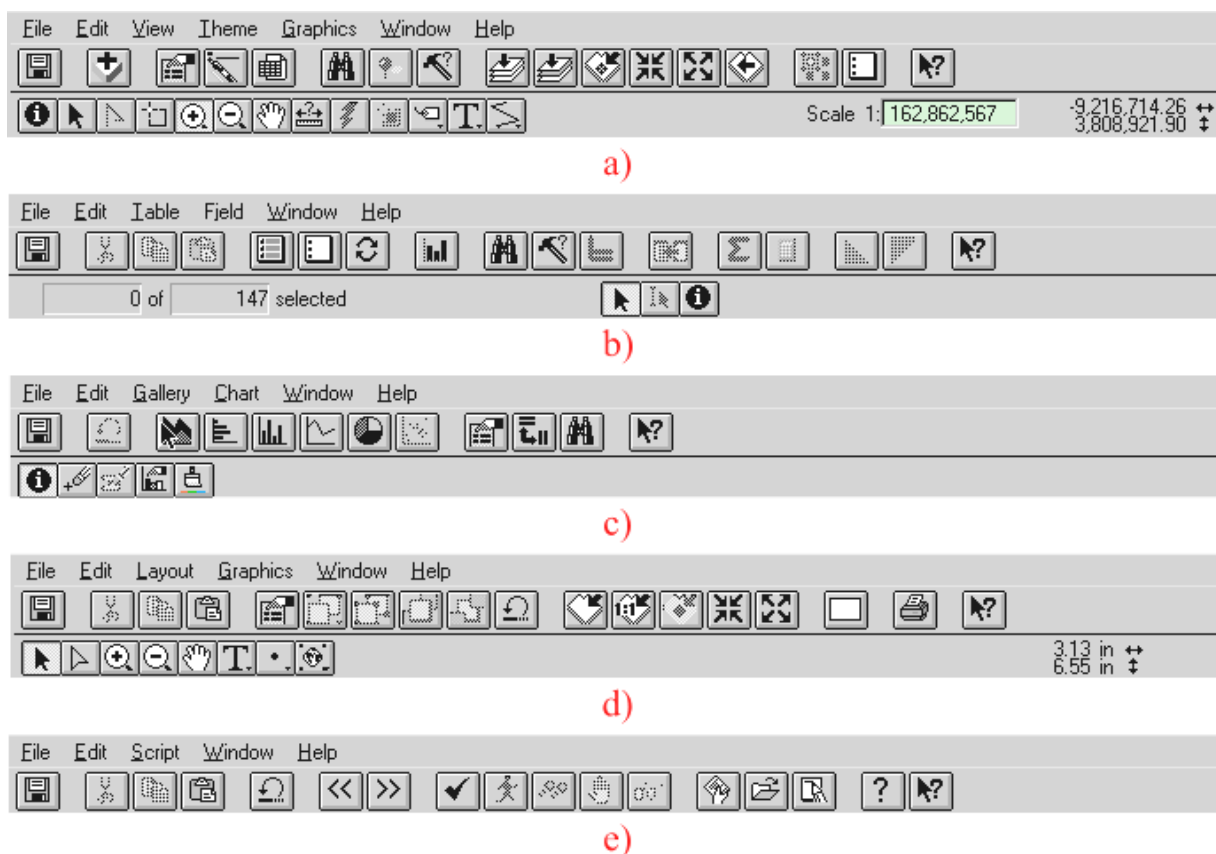 File Edit View Theme Graphics Window Help
Scale 1: 162,862,567 -9,216,714.26
3,808,921.90
a)
File Edit Table Field Window Help
0 of 147 selected
b)
File Edit Gallery Chart Window Help
c)
File Edit Layout Graphics Window Help
1:1
T
3.13 in
6.55 in
d)
File Edit Script Window Help
e)